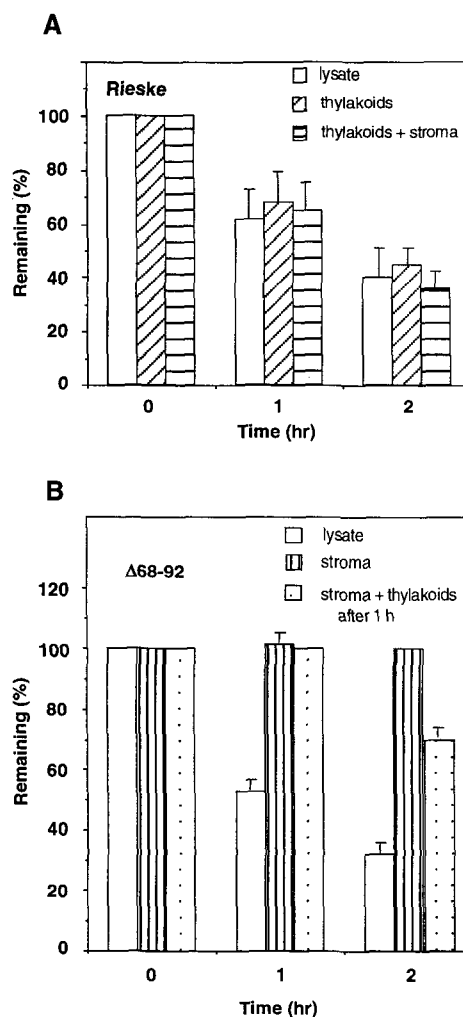 A
Rieske
lysate
thylakoids
thylakoids + stroma
Remaining (%)
100
80
60
40
20
0
0
1
2
Time (hr)
B
Δ68-92
lysate
stroma
stroma + thylakoids
after 1 h
Remaining (%)
120
100
80
60
40
20
0
0
1
2
Time (hr)